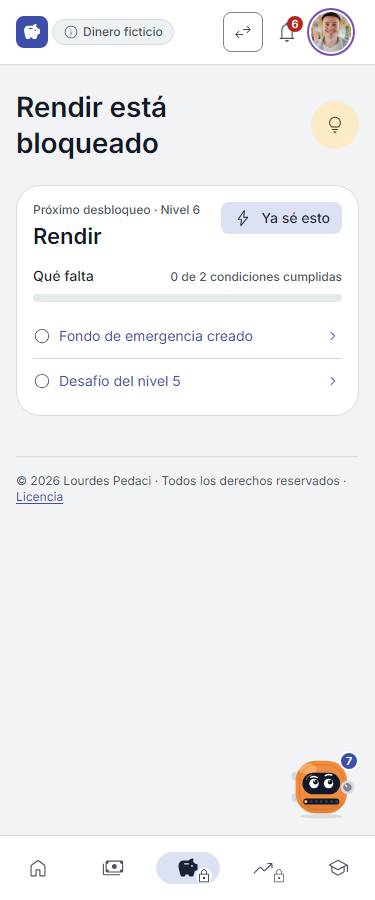 Dinero ficticio
6
Rendir está
bloqueado
Próximo desbloqueo · Nivel 6
Rendir
Ya sé esto
Qué falta
0 de 2 condiciones cumplidas
Fondo de emergencia creado
Desafío del nivel 5
© 2026 Lourdes Pedaci · Todos los derechos reservados ·
Licencia
7